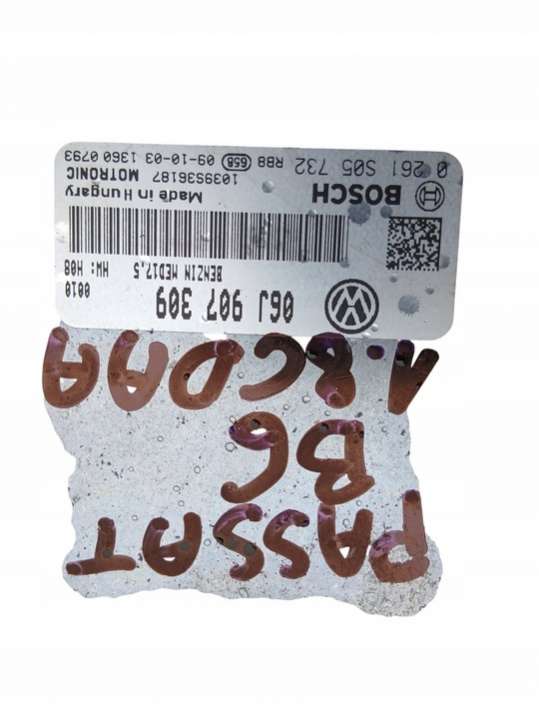 PASSAT
B6
1.8CDAA
06J 907 309 0010
BENZIN MED17,5 HW: H08
BOSCH Made in Hungary
1039S36187 MOTRONIC
0 261 S05 732 RBB 658 09-10-03 1360 0793